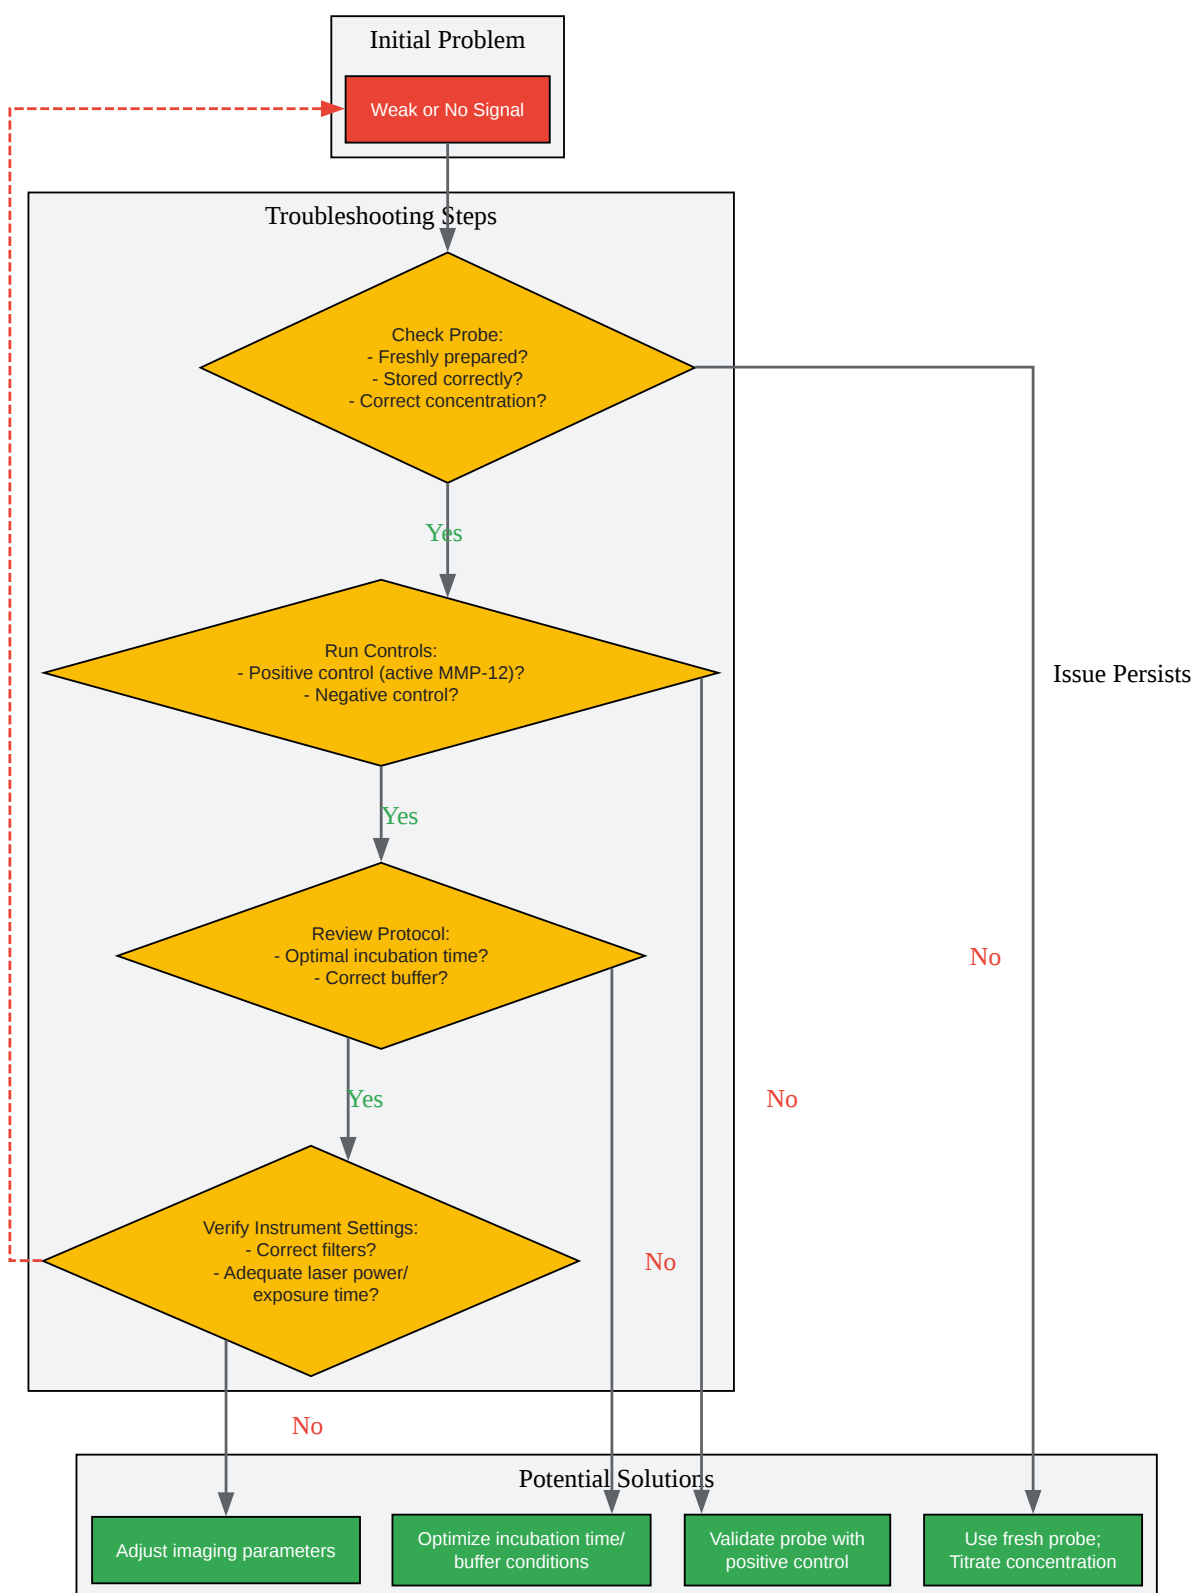 Initial Problem
Weak or No Signal
Troubleshooting Steps
Check Probe:
- Freshly prepared?
- Stored correctly?
- Correct concentration?
Yes
Run Controls:
- Positive control (active MMP-12)?
- Negative control?
Issue Persists
Yes
Review Protocol:
- Optimal incubation time?
- Correct buffer?
No
Yes
No
Verify Instrument Settings:
- Correct filters?
- Adequate laser power/
exposure time?
No
No
Potential Solutions
Adjust imaging parameters
Optimize incubation time/
buffer conditions
Validate probe with
positive control
Use fresh probe;
Titrate concentration